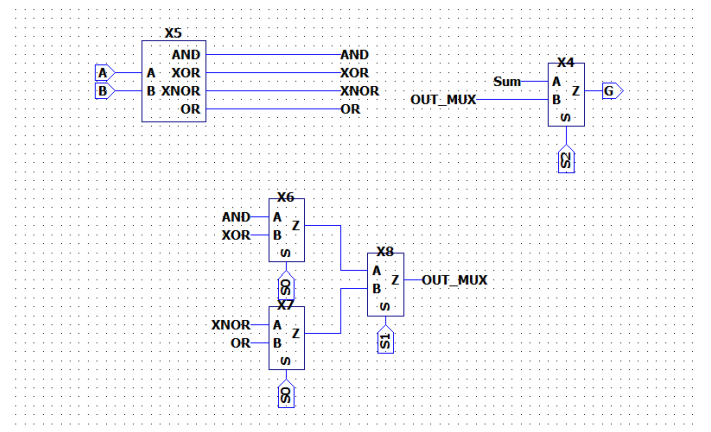 X5
AND AND
A A XOR XOR
B B XNOR XNOR
OR OR
X4
Sum A
Z G
OUT_MUX B
S
S2
X6
AND A
Z
XOR B
S
S0
X8
A
Z OUT_MUX
B
S
S1
X7
XNOR A
Z
OR B
S
S0